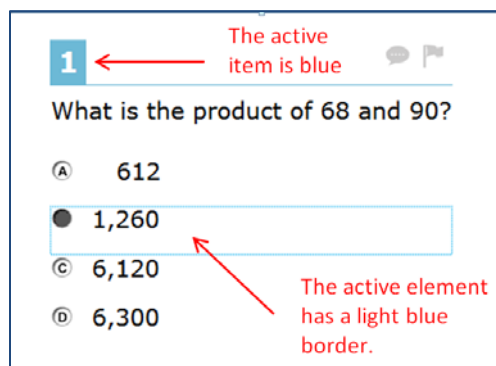 The active
item is blue
1
What is the product of 68 and 90?
A 612
1,260
C 6,120
D 6,300
The active element
has a light blue
border.